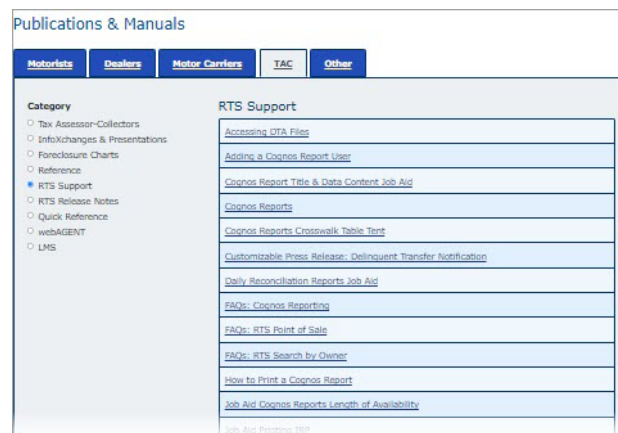 Publications & Manuals
Motorists
Dealers
Motor Carriers
TAC
Other
Category
Tax Assessor-Collectors
InfoXchanges & Presentations
Foreclosure Charts
Reference
RTS Support
RTS Release Notes
Quick Reference
webAGENT
LMS
RTS Support
Accessing DTA Files
Adding a Cognos Report User
Cognos Report Title & Data Content Job Aid
Cognos Reports
Cognos Reports Crosswalk Table Tent
Customizable Press Release: Delinquent Transfer Notification
Daily Reconciliation Reports Job Aid
FAQs: Cognos Reporting
FAQs: RTS Point of Sale
FAQs: RTS Search by Owner
How to Print a Cognos Report
Job Aid Cognos Reports Length of Availability
Job Aid Printing IRP